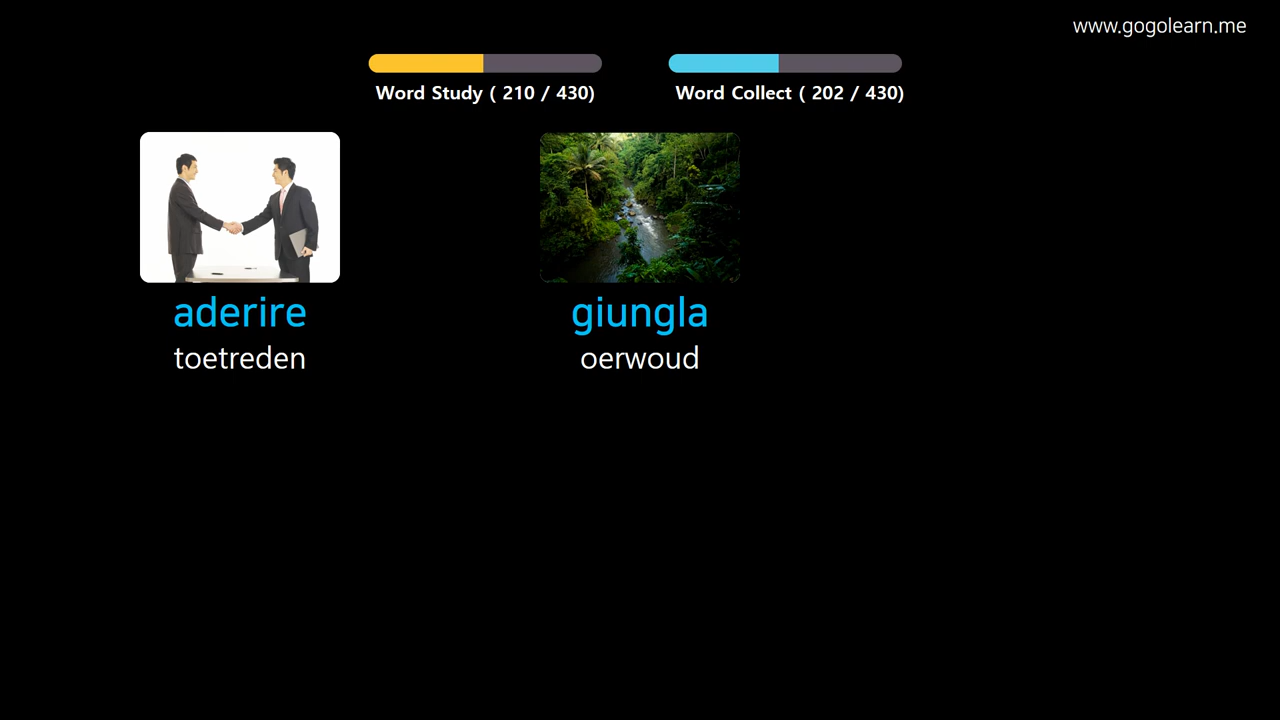 www.gogolearn.me
Word Study ( 210 / 430)
Word Collect ( 202 / 430)
aderire
toetreden
giungla
oerwoud